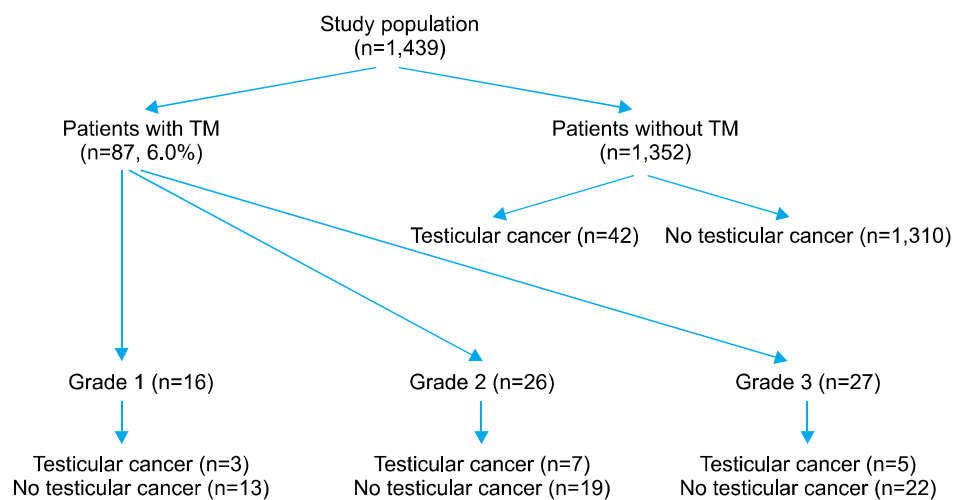 Study population
(n=1,439)
Patients with TM
(n=87, 6.0%)
Patients without TM
(n=1,352)
Testicular cancer (n=42)
No testicular cancer (n=1,310)
Grade 1 (n=16)
Grade 2 (n=26)
Grade 3 (n=27)
Testicular cancer (n=3)
No testicular cancer (n=13)
Testicular cancer (n=7)
No testicular cancer (n=19)
Testicular cancer (n=5)
No testicular cancer (n=22)